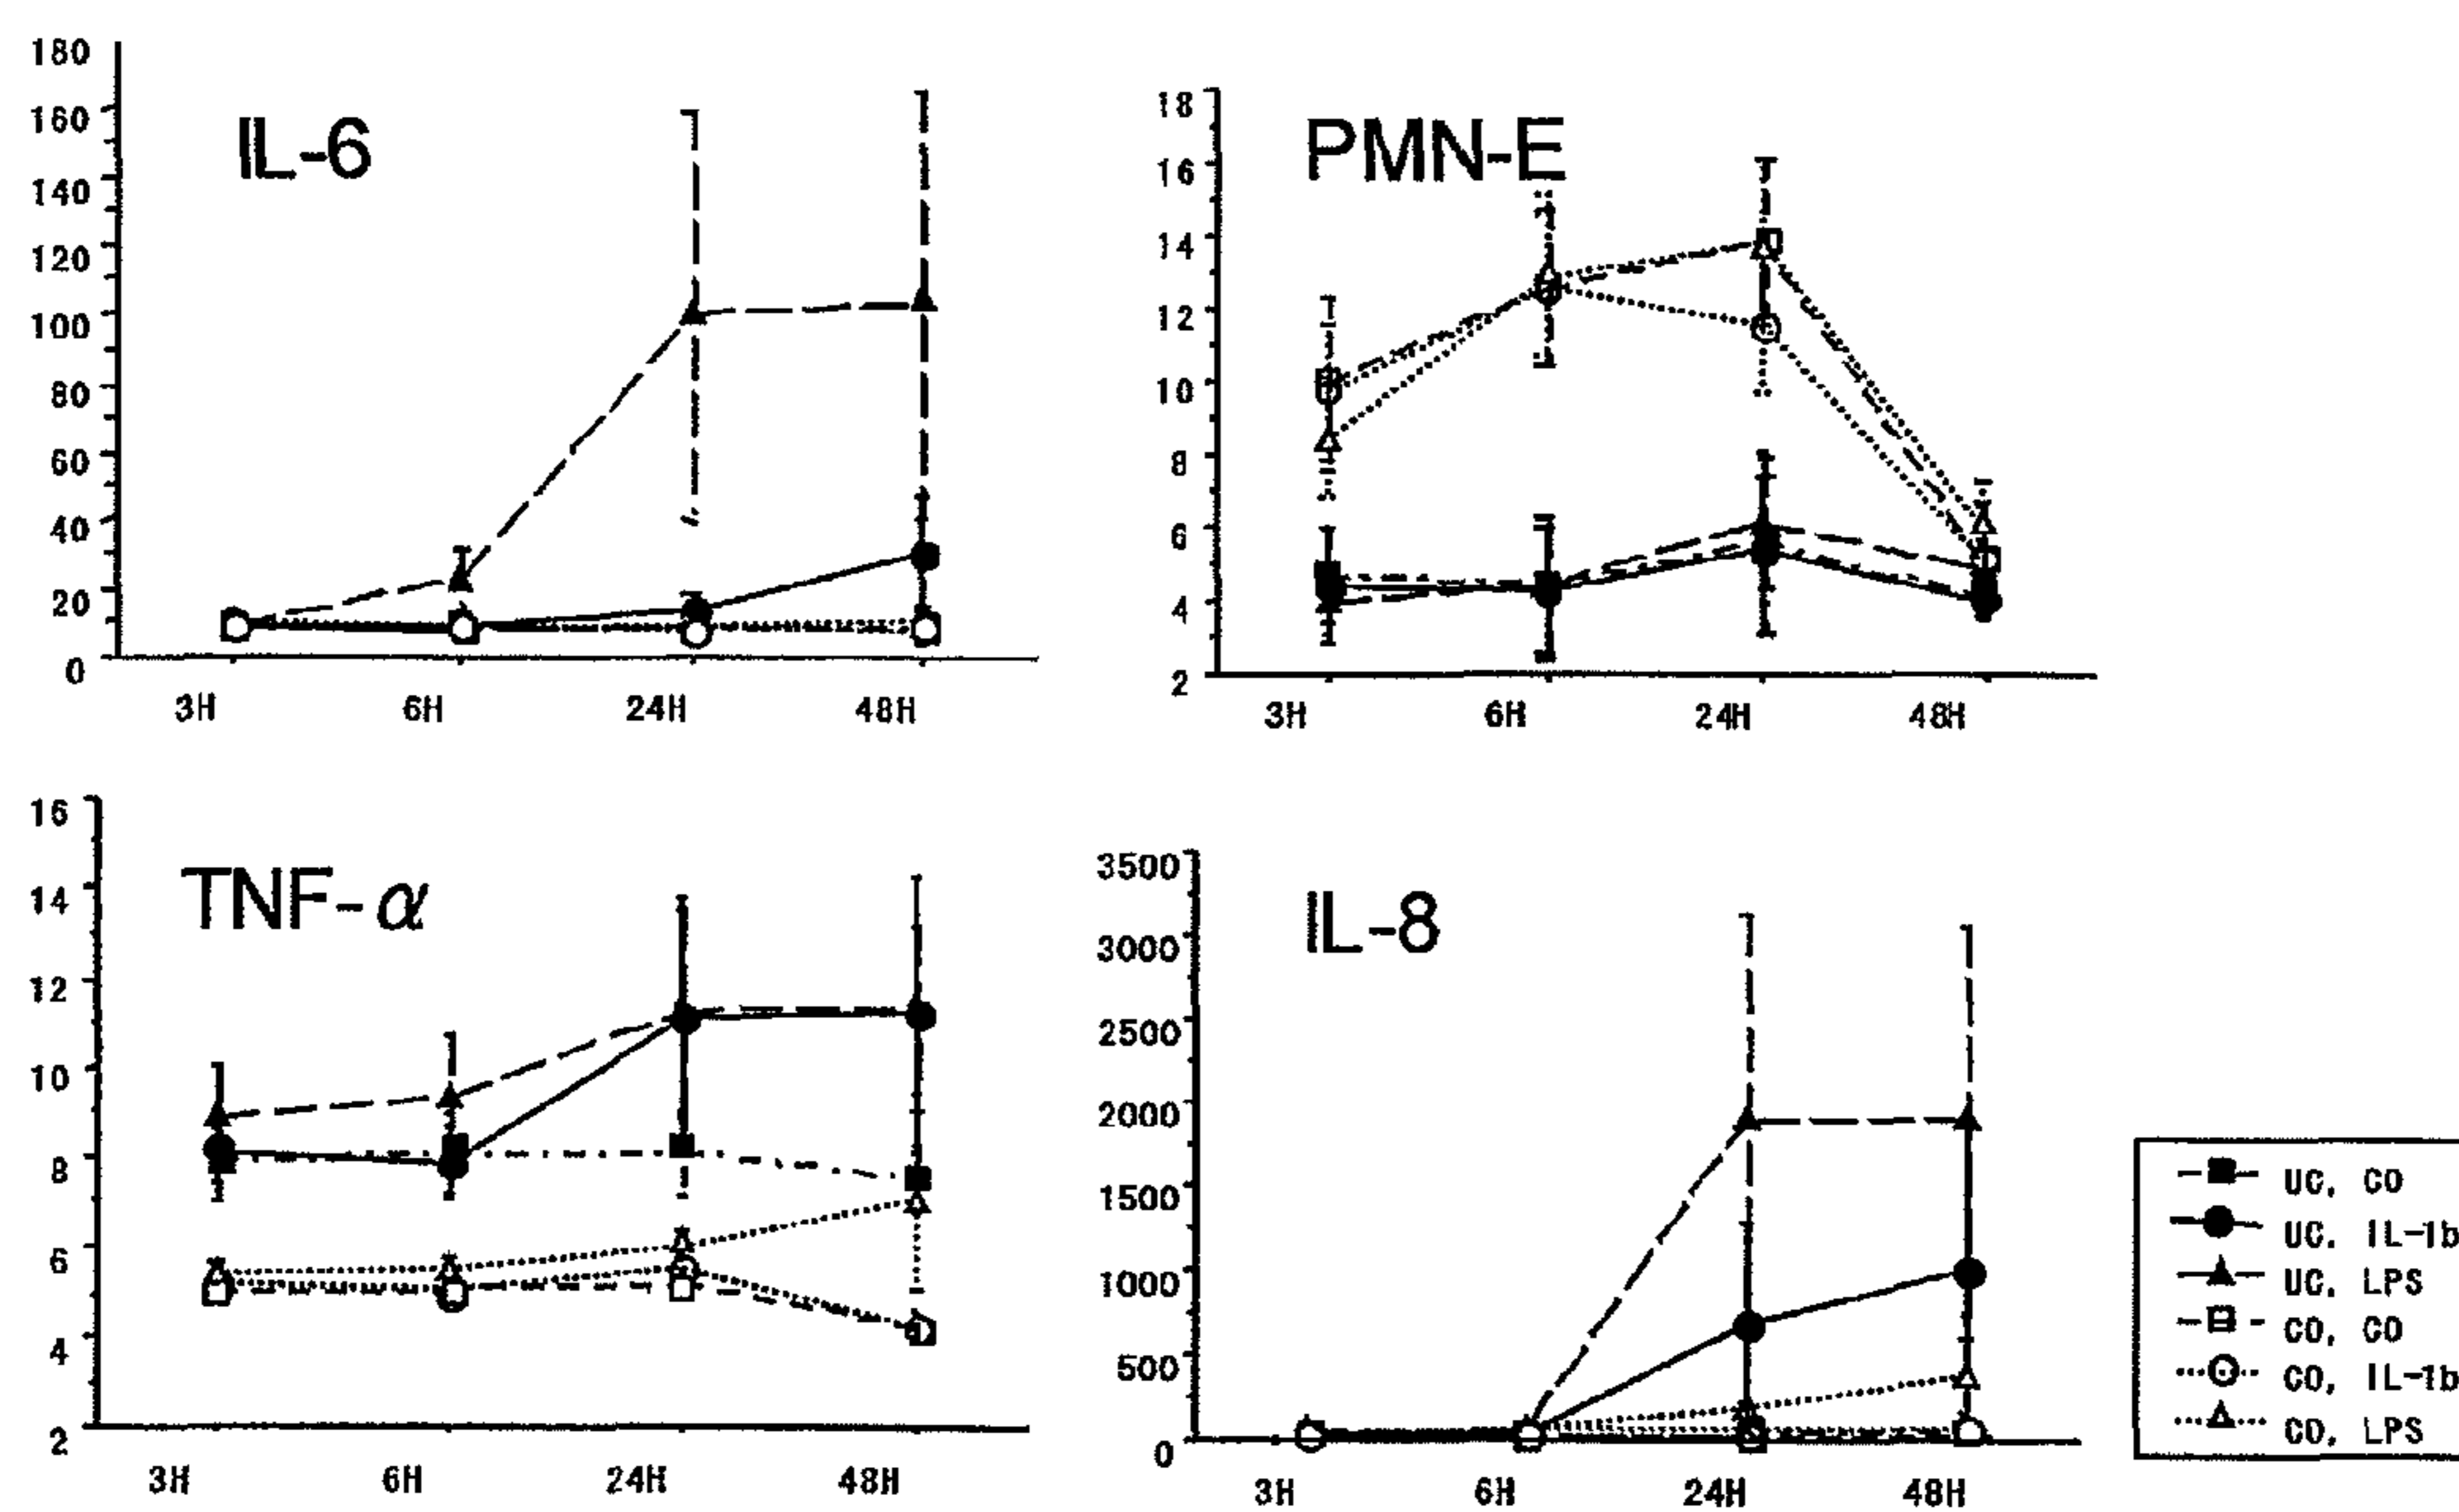 IL-6
180
160
140
120
100
80
60
40
20
0
3H 6H 24H 48H
PMN-E
18
16
14
12
10
8
6
4
2
3H 6H 24H 48H
TNF-α
16
14
12
10
8
6
4
2
3H 6H 24H 48H
IL-8
3500
3000
2500
2000
1500
1000
500
0
3H 6H 24H 48H
UC, CO
UC, IL-1b
UC, LPS
CO, CO
CO, IL-1b
CO, LPS